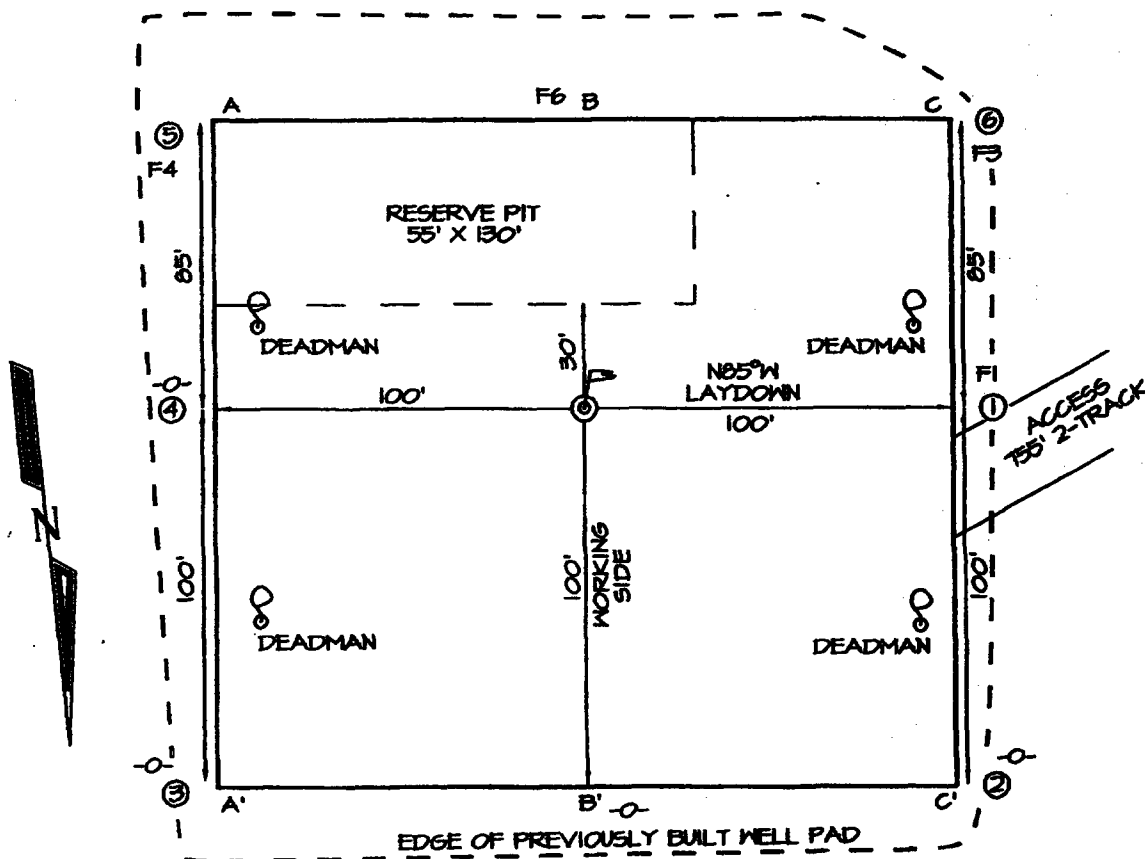 A
F6 B
C
⑤
F4
⑥
F3
RESERVE PIT
55' X 130'
85'
85'
DEADMAN
DEADMAN
30'
N85°W
LAYDOWN
F1
-0-
④
100'
100'
①
ACCESS
755' 2-TRACK
N
100'
100'
WORKING
SIDE
100'
DEADMAN
DEADMAN
-0-
③
A'
B' -0-
C'
-0-
②
EDGE OF PREVIOUSLY BUILT WELL PAD